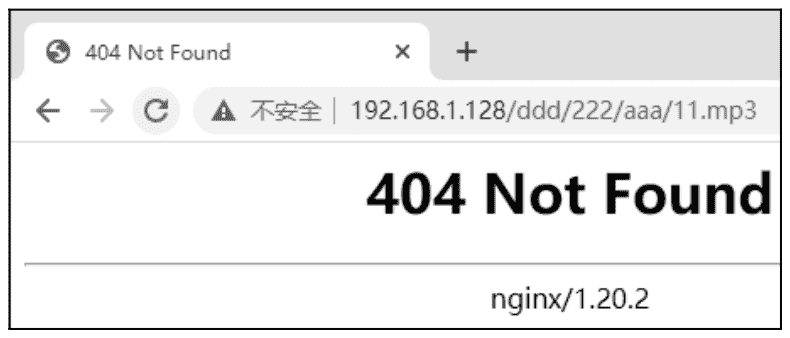 404 Not Found
不安全 192.168.1.128/ddd/222/aaa/11.mp3
404 Not Found
nginx/1.20.2